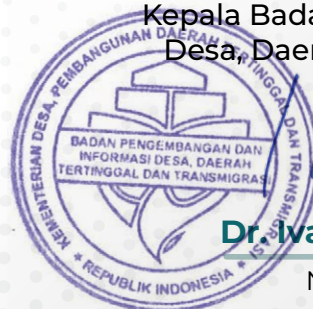 Kepala Bada
Desa, Daer
KEMENTERIAN DESA, PEMBANGUNAN DAERAH TERTINGGAL DAN TRANSMIGRASI
BADAN PENGEMBANGAN DAN
INFORMASI DESA, DAERAH
TERTINGGAL DAN TRANSMIGRASI
* REPUBLIK INDONESIA *
Dr. Iva
N